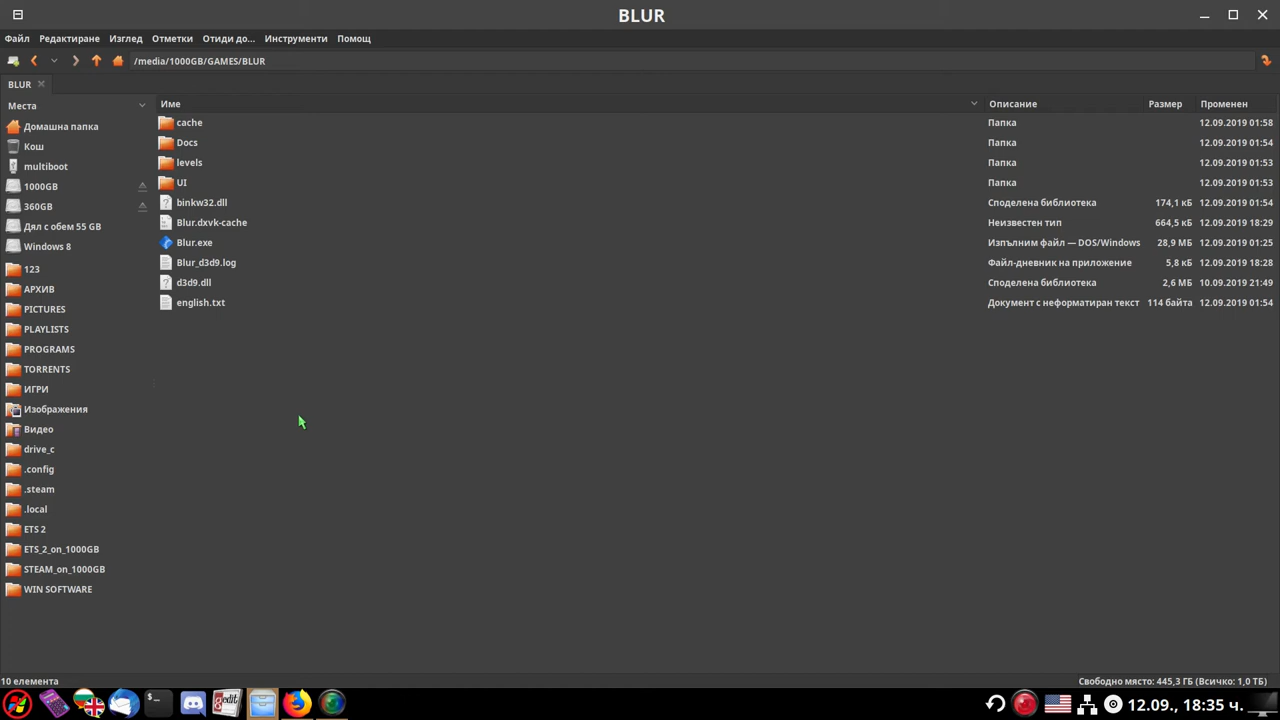 BLUR
Файл Редактиране Изглед Отметки Отиди до... Инструменти Помощ
/media/1000GB/GAMES/BLUR
BLUR
Места
Име Описание Размер Променен
Домашна папка
Кош
multiboot
1000GB
360GB
Дял с обем 55 GB
Windows 8
123
АРХИВ
PICTURES
PLAYLISTS
PROGRAMS
TORRENTS
ИГРИ
Изображения
Видео
drive_c
.config
.steam
.local
ETS 2
ETS_2_on_1000GB
STEAM_on_1000GB
WIN SOFTWARE
cache Папка 12.09.2019 01:58
Docs Папка 12.09.2019 01:54
levels Папка 12.09.2019 01:53
UI Папка 12.09.2019 01:53
binkw32.dll Споделена библиотека 174,1 кБ 12.09.2019 01:54
Blur.dxvk-cache Неизвестен тип 664,5 кБ 12.09.2019 18:29
Blur.exe Изпълним файл — DOS/Windows 28,9 МБ 12.09.2019 01:25
Blur_d3d9.log Файл-дневник на приложение 5,8 кБ 12.09.2019 18:28
d3d9.dll Споделена библиотека 2,6 МБ 10.09.2019 21:49
english.txt Документ с неформатиран текст 114 байта 12.09.2019 01:54
10 елемента
Свободно място: 445,3 ГБ (Всичко: 1,0 ТБ)
gedit
12.09., 18:35 ч.